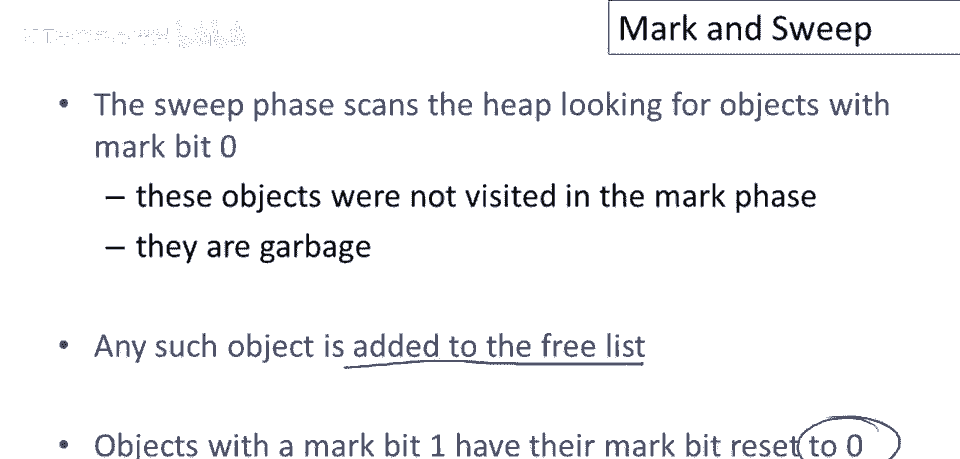 Mark and Sweep
• The sweep phase scans the heap looking for objects with
mark bit 0
– these objects were not visited in the mark phase
– they are garbage
• Any such object is added to the free list
• Objects with a mark bit 1 have their mark bit reset to 0